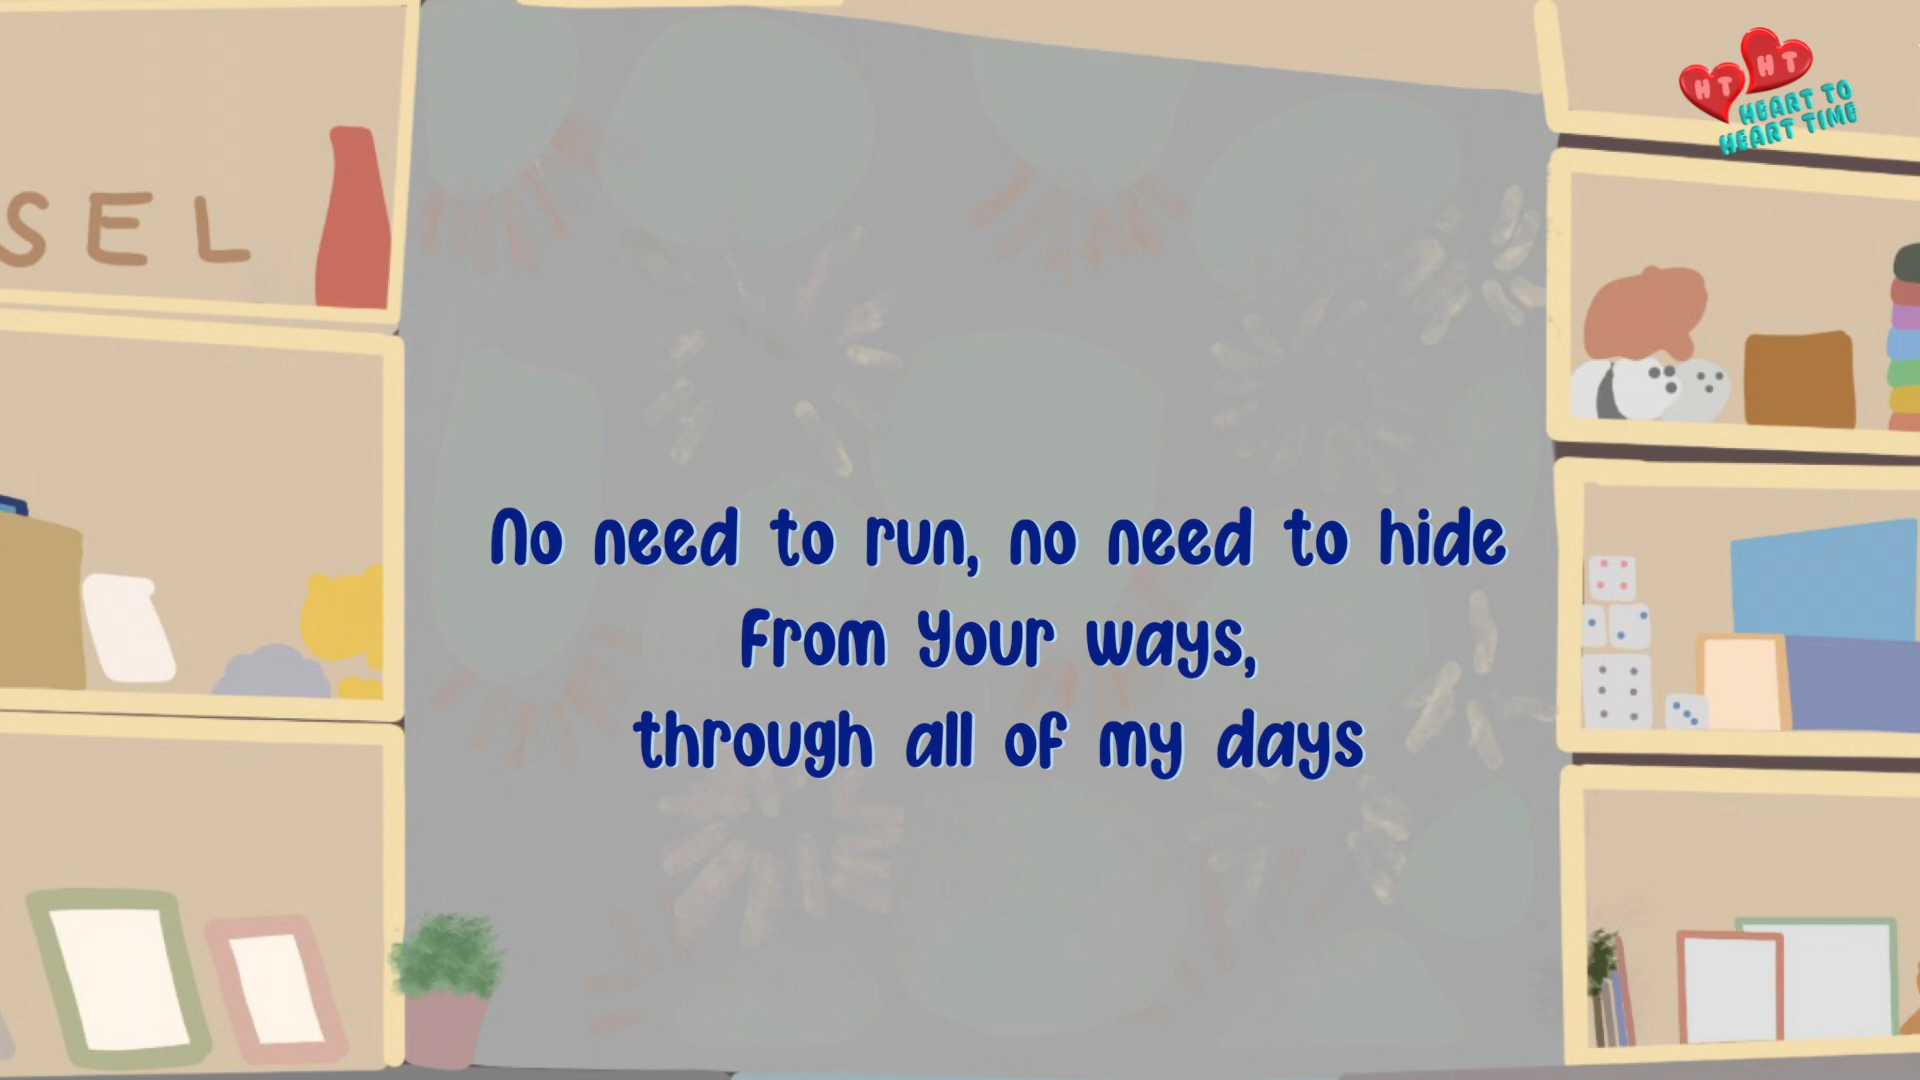 SEL
HT HT
HEART TO
HEART TIME
No need to run, no need to hide
From Your ways,
through all of my days